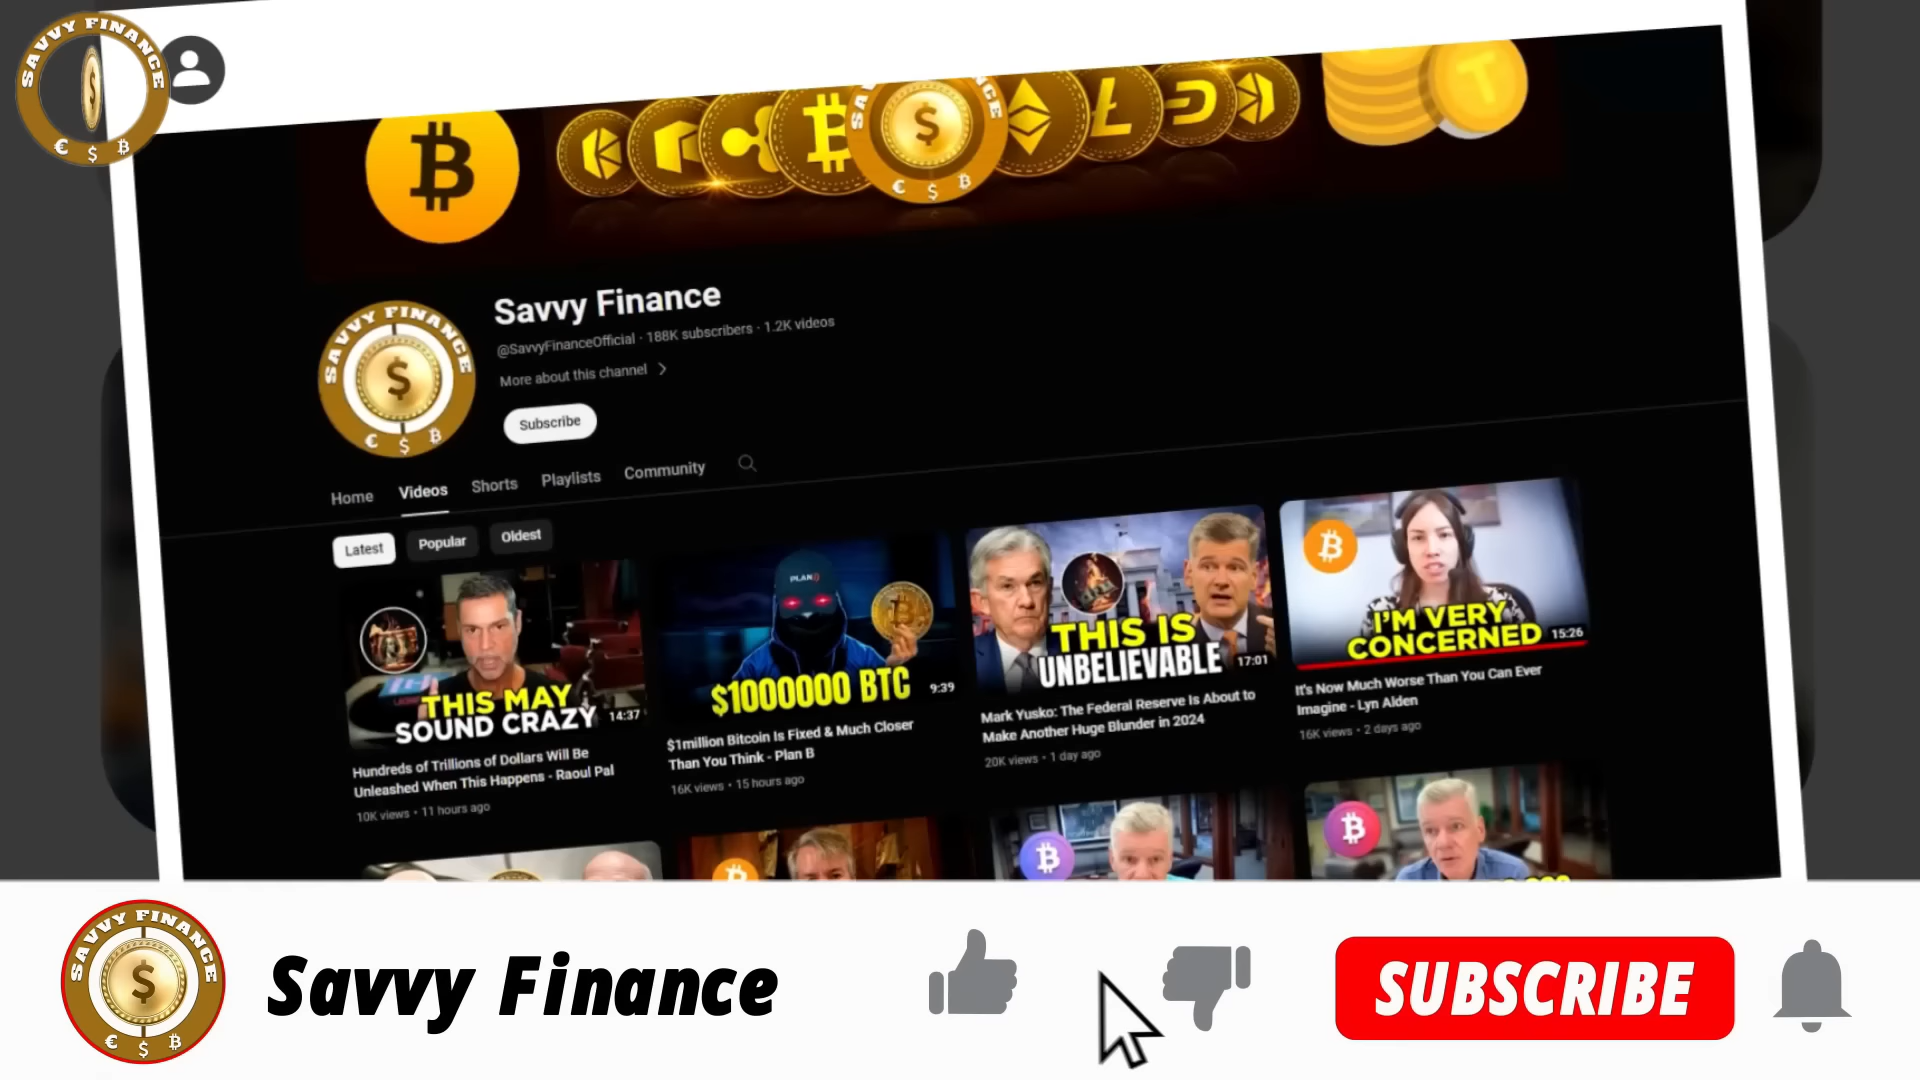 SAVVY FINANCE
€ $ ₿
SAVVY FINANCE
$
€ $ ₿
Savvy Finance
@SavvyFinanceOfficial · 188K subscribers · 1.2K videos
More about this channel >
Subscribe
Home Videos Shorts Playlists Community
Latest Popular Oldest
THIS MAY
SOUND CRAZY
14:37
Hundreds of Trillions of Dollars Will Be
Unleashed When This Happens - Raoul Pal
10K views • 11 hours ago
PLAN
$1000000 BTC
9:39
$1million Bitcoin Is Fixed & Much Closer
Than You Think - Plan B
16K views • 15 hours ago
THIS IS
UNBELIEVABLE
17:01
Mark Yusko: The Federal Reserve Is About to
Make Another Huge Blunder in 2024
20K views • 1 day ago
I'M VERY
CONCERNED
15:26
It's Now Much Worse Than You Can Ever
Imagine - Lyn Alden
16K views • 2 days ago
SAVVY FINANCE
$
€ $ ₿
Savvy Finance
SUBSCRIBE